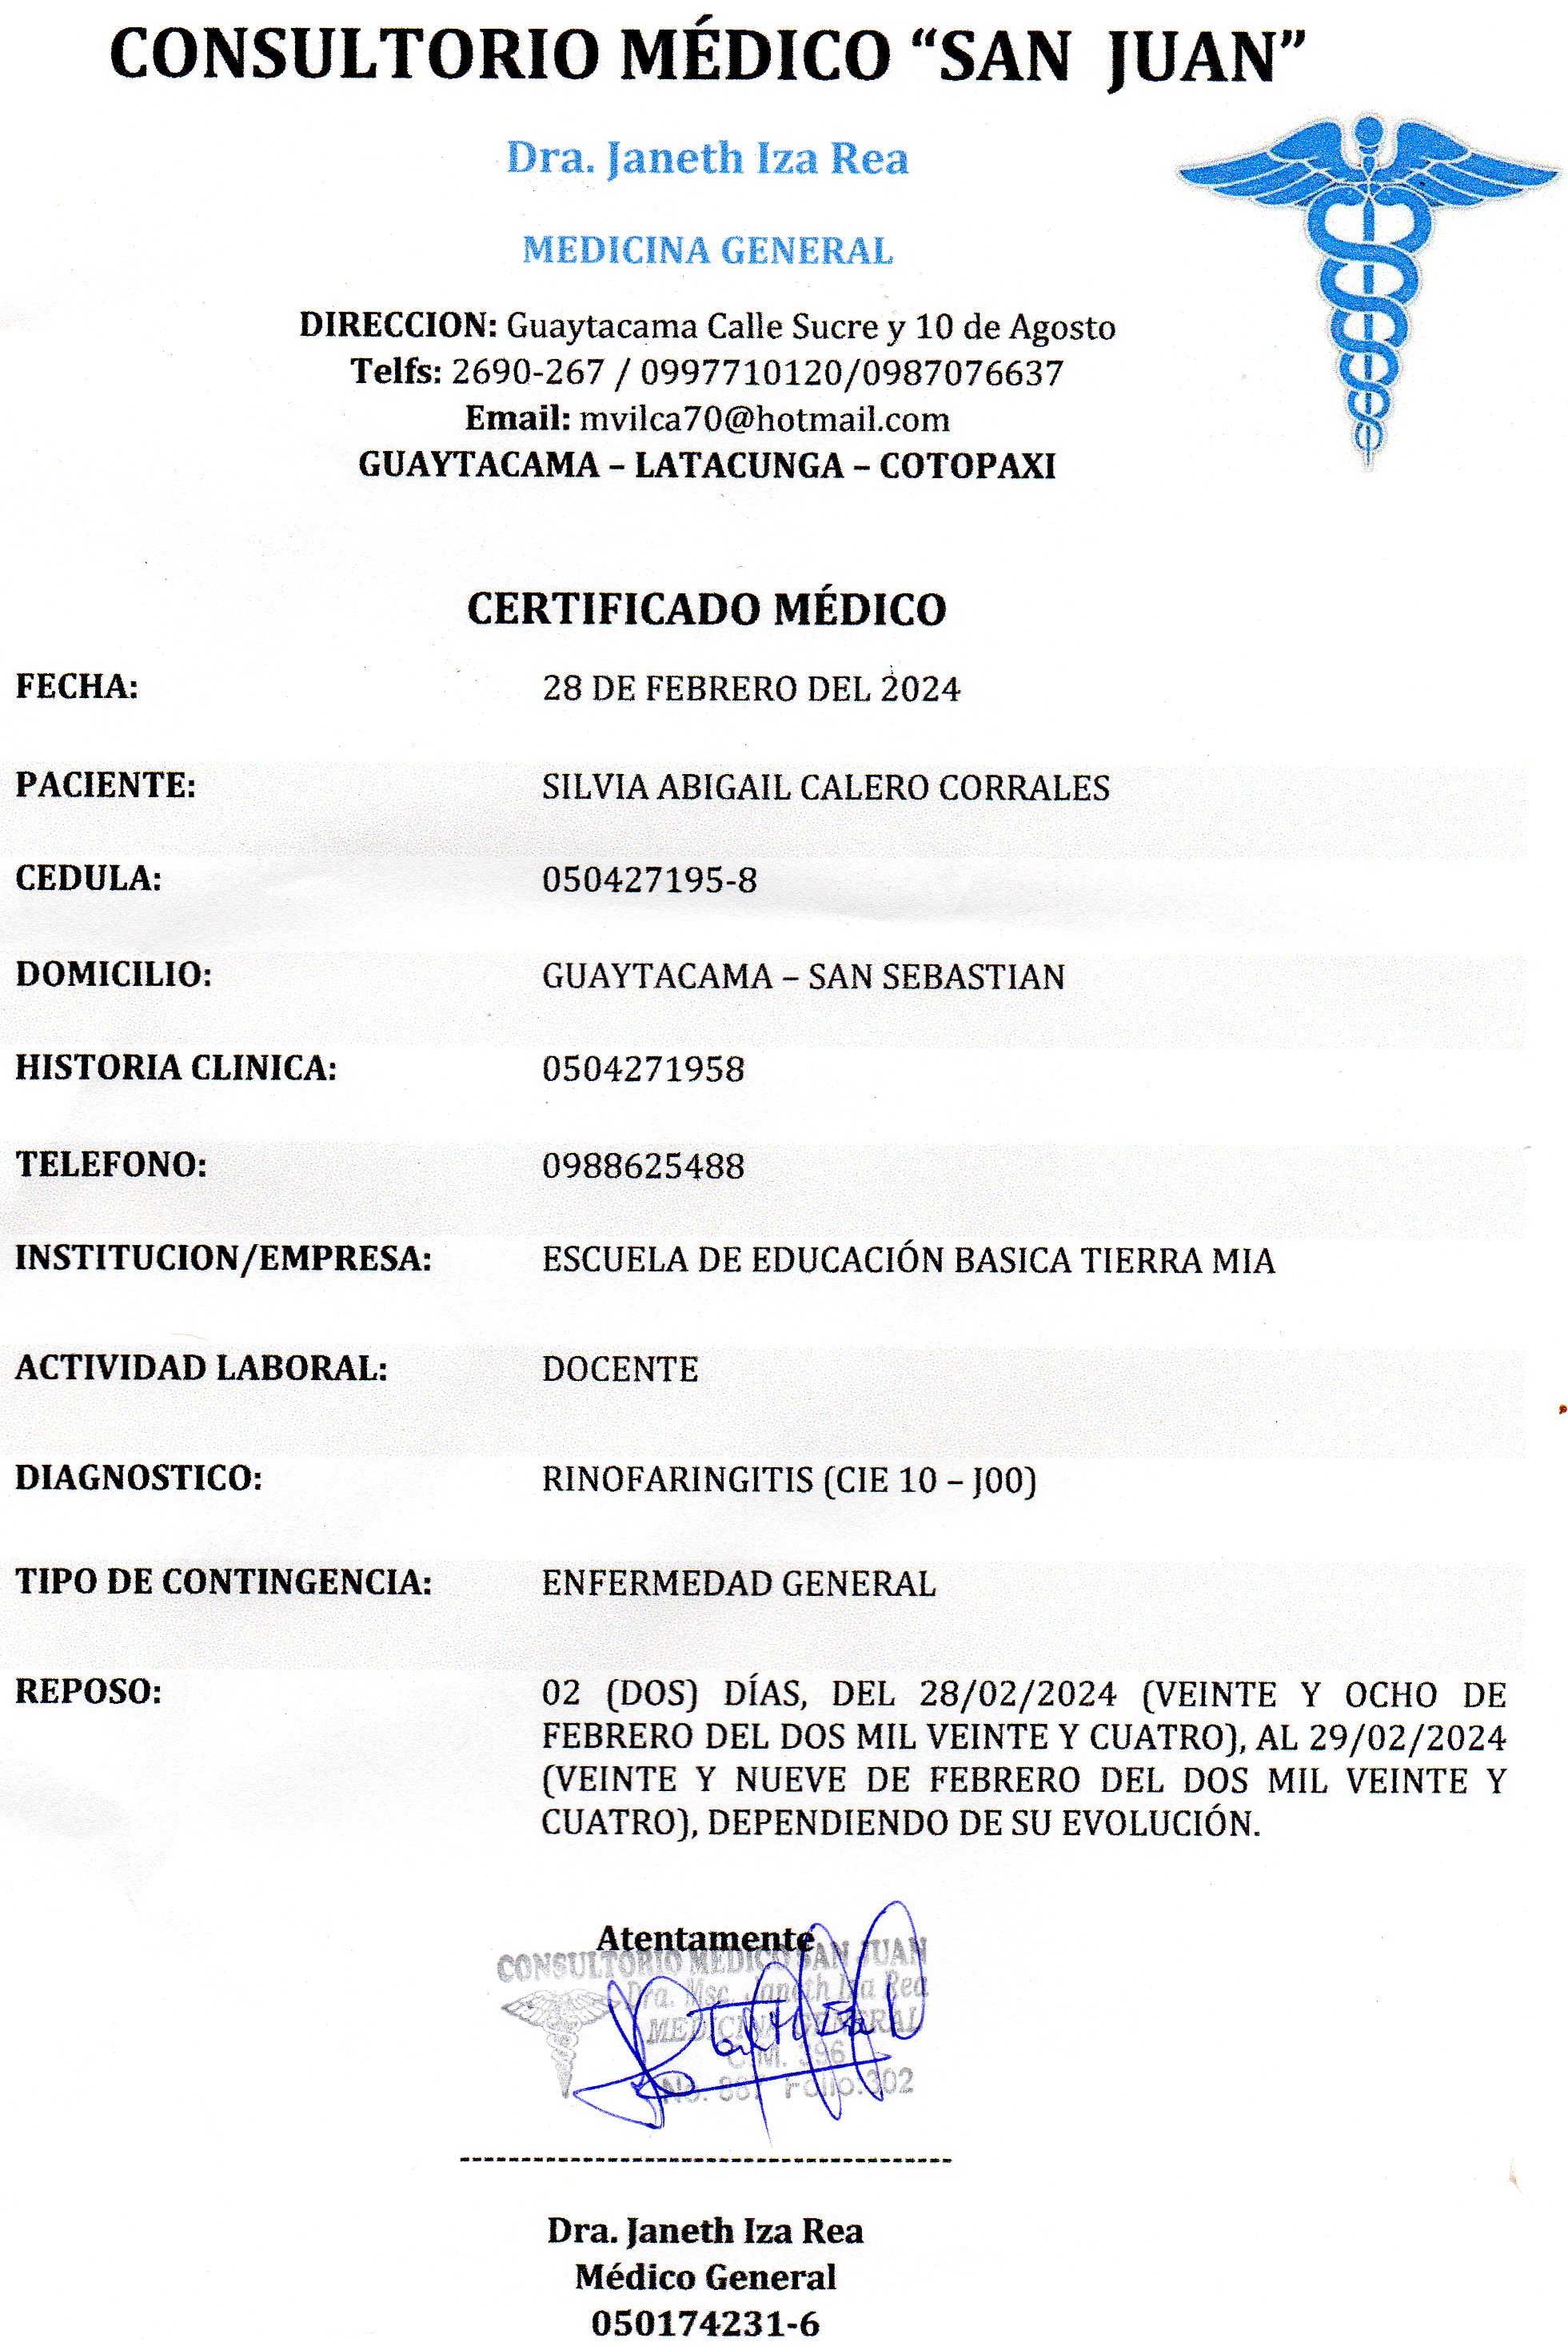 CONSULTORIO MÉDICO “SAN JUAN”
Dra. Janeth Iza Rea
MEDICINA GENERAL
DIRECCION: Guaytacama Calle Sucre y 10 de Agosto
Telfs: 2690-267 / 0997710120/0987076637
Email: mvilca70@hotmail.com
GUAYTACAMA – LATACUNGA – COTOPAXI
CERTIFICADO MÉDICO
FECHA: 28 DE FEBRERO DEL 2024
PACIENTE: SILVIA ABIGAIL CALERO CORRALES
CEDULA: 050427195-8
DOMICILIO: GUAYTACAMA – SAN SEBASTIAN
HISTORIA CLINICA: 0504271958
TELEFONO: 0988625488
INSTITUCION/EMPRESA: ESCUELA DE EDUCACIÓN BASICA TIERRA MIA
ACTIVIDAD LABORAL: DOCENTE
DIAGNOSTICO: RINOFARINGITIS (CIE 10 – J00)
TIPO DE CONTINGENCIA: ENFERMEDAD GENERAL
REPOSO: 02 (DOS) DÍAS, DEL 28/02/2024 (VEINTE Y OCHO DE
FEBRERO DEL DOS MIL VEINTE Y CUATRO), AL 29/02/2024
(VEINTE Y NUEVE DE FEBRERO DEL DOS MIL VEINTE Y
CUATRO), DEPENDIENDO DE SU EVOLUCIÓN.
Atentamente
CONSULTORIO MEDICO SAN JUAN
Dra. Msc. Janeth Iza Rea
MEDICINA GENERAL
C.M. 396
No. Folio.302
Dra. Janeth Iza Rea
Médico General
050174231-6